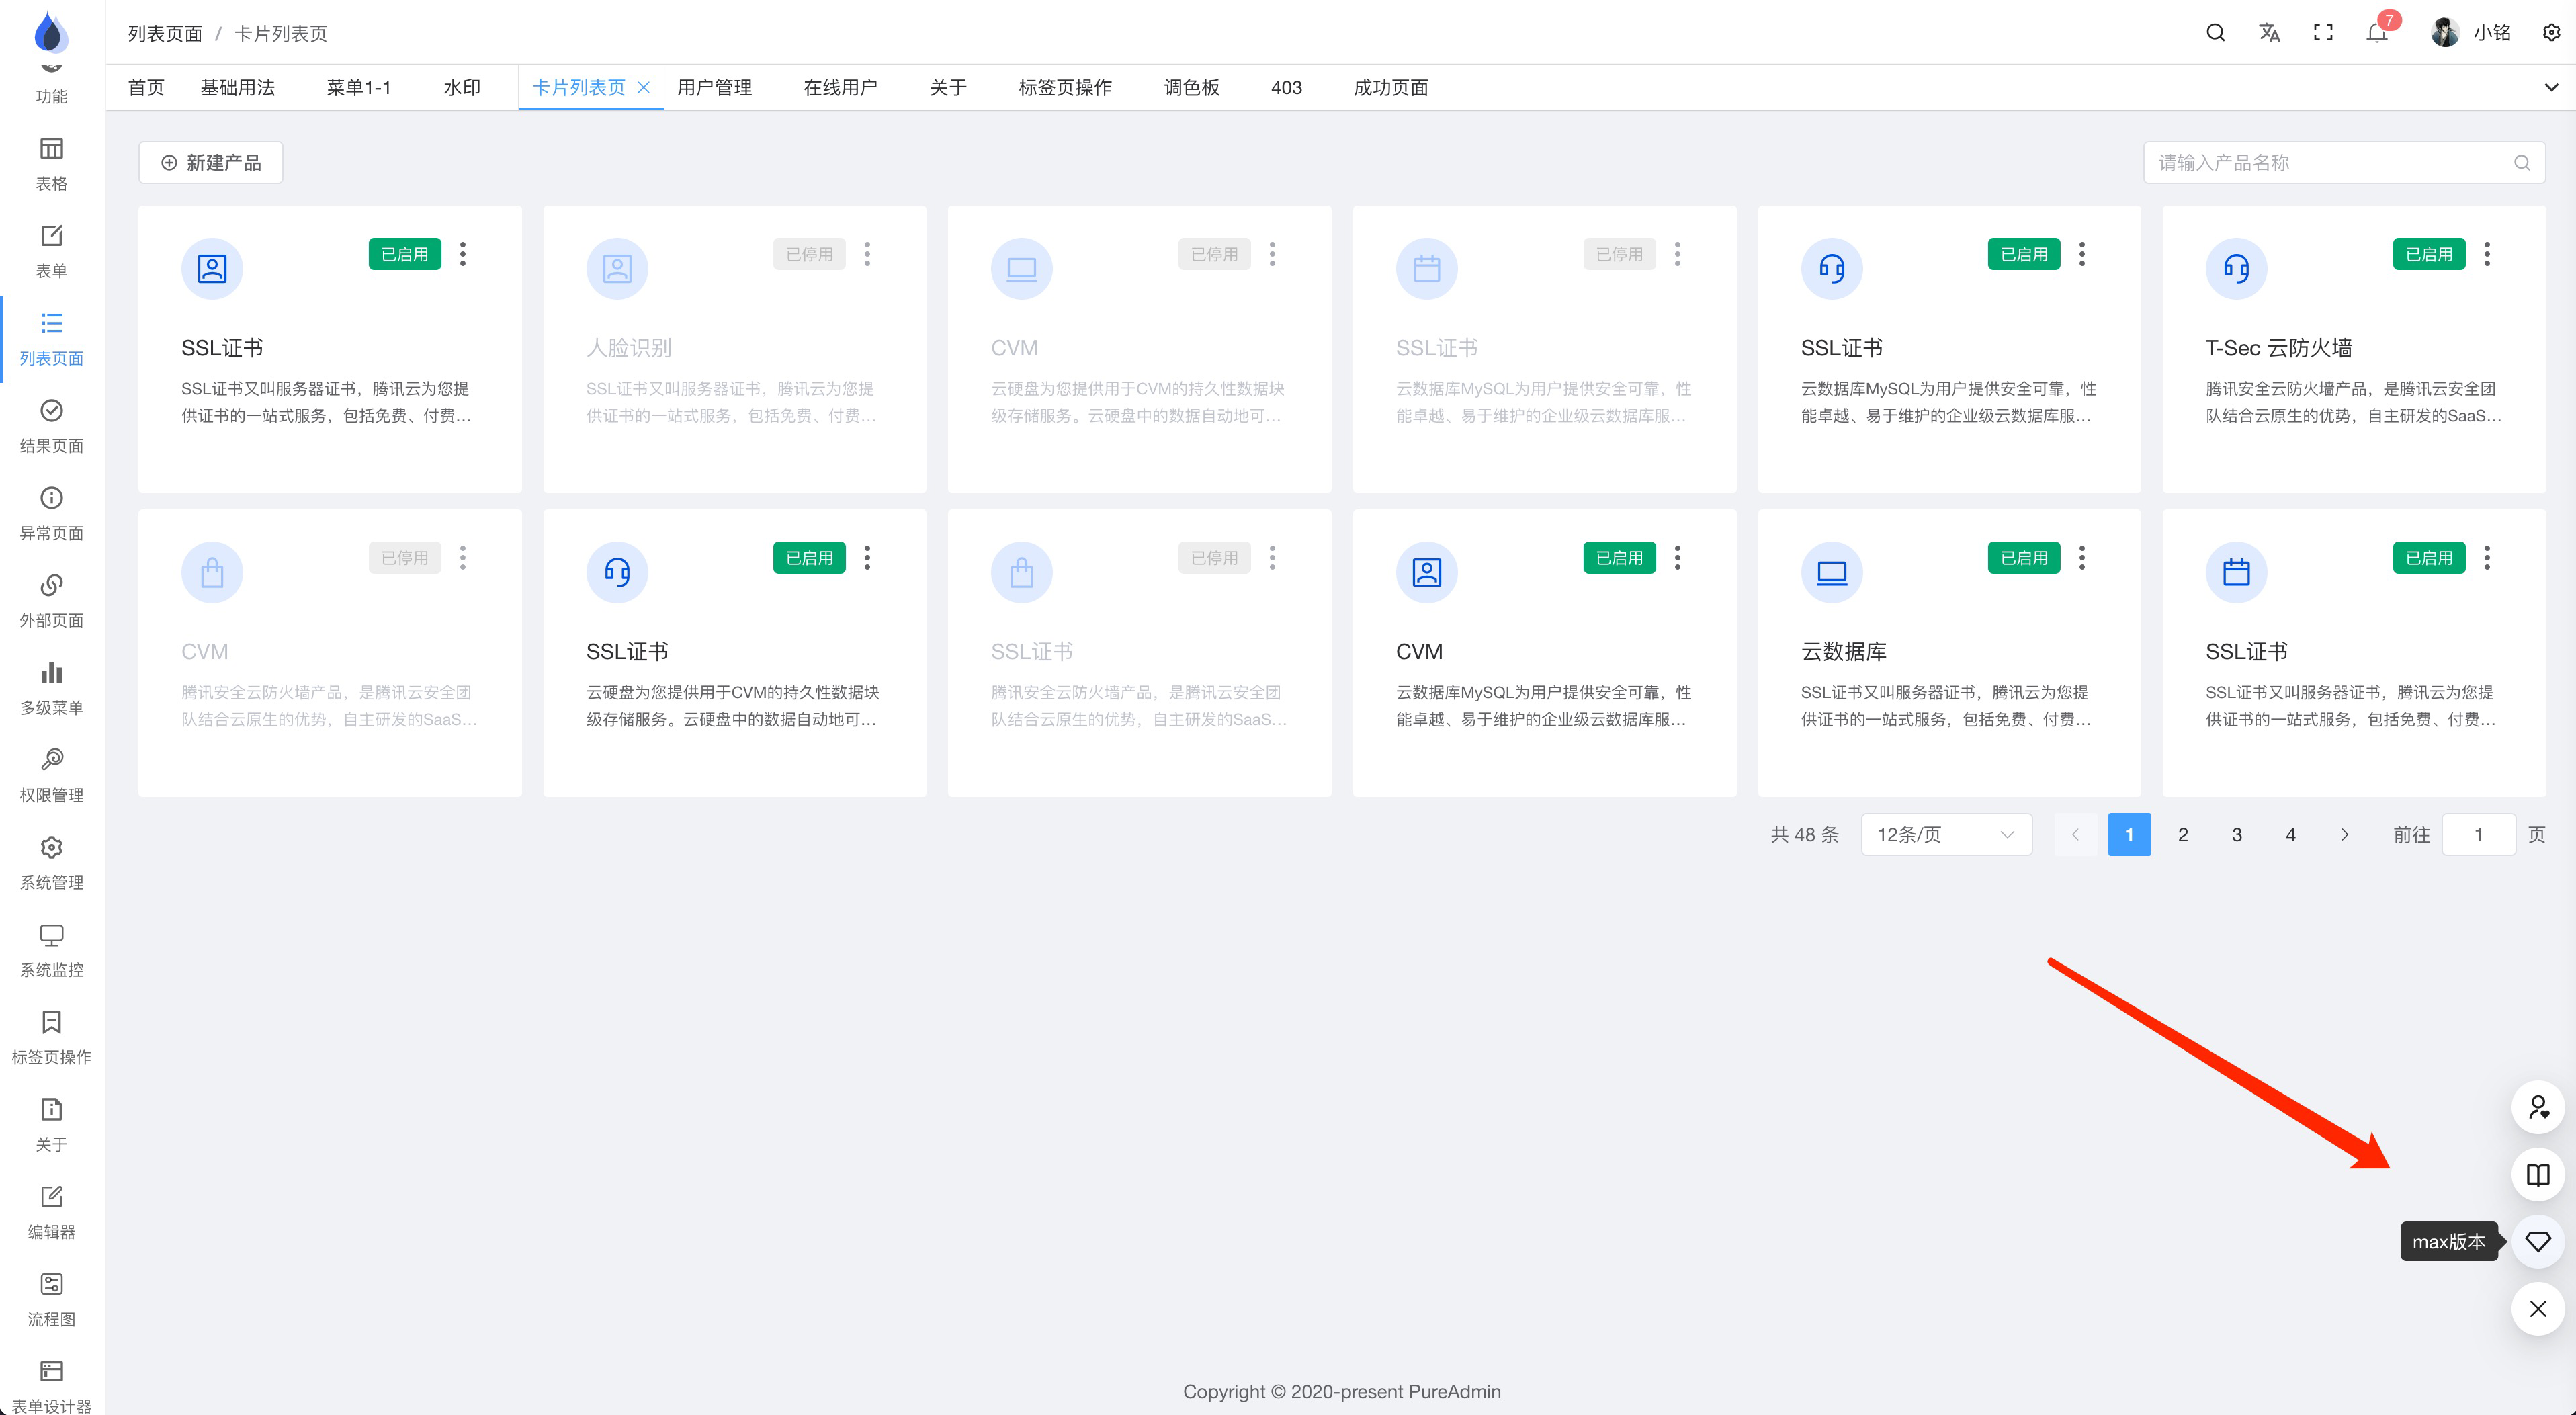 列表页面 / 卡片列表页
7
小铭
首页 基础用法 菜单1-1 水印 卡片列表页 用户管理 在线用户 关于 标签页操作 调色板 403 成功页面
功能
表格
表单
列表页面
结果页面
异常页面
外部页面
多级菜单
权限管理
系统管理
系统监控
标签页操作
关于
编辑器
流程图
表单设计器
新建产品
请输入产品名称
已启用
SSL证书
SSL证书又叫服务器证书，腾讯云为您提
供证书的一站式服务，包括免费、付费...
已停用
人脸识别
SSL证书又叫服务器证书，腾讯云为您提
供证书的一站式服务，包括免费、付费...
已停用
CVM
云硬盘为您提供用于CVM的持久性数据块
级存储服务。云硬盘中的数据自动地可...
已停用
SSL证书
云数据库MySQL为用户提供安全可靠，性
能卓越、易于维护的企业级云数据库服...
已启用
SSL证书
云数据库MySQL为用户提供安全可靠，性
能卓越、易于维护的企业级云数据库服...
已启用
T-Sec 云防火墙
腾讯安全云防火墙产品，是腾讯云安全团
队结合云原生的优势，自主研发的SaaS...
已停用
CVM
腾讯安全云防火墙产品，是腾讯云安全团
队结合云原生的优势，自主研发的SaaS...
已启用
SSL证书
云硬盘为您提供用于CVM的持久性数据块
级存储服务。云硬盘中的数据自动地可...
已停用
SSL证书
腾讯安全云防火墙产品，是腾讯云安全团
队结合云原生的优势，自主研发的SaaS...
已启用
CVM
云数据库MySQL为用户提供安全可靠，性
能卓越、易于维护的企业级云数据库服...
已启用
云数据库
SSL证书又叫服务器证书，腾讯云为您提
供证书的一站式服务，包括免费、付费...
已启用
SSL证书
SSL证书又叫服务器证书，腾讯云为您提
供证书的一站式服务，包括免费、付费...
共 48 条 12条/页 1 2 3 4 前往 1 页
max版本
Copyright © 2020-present PureAdmin